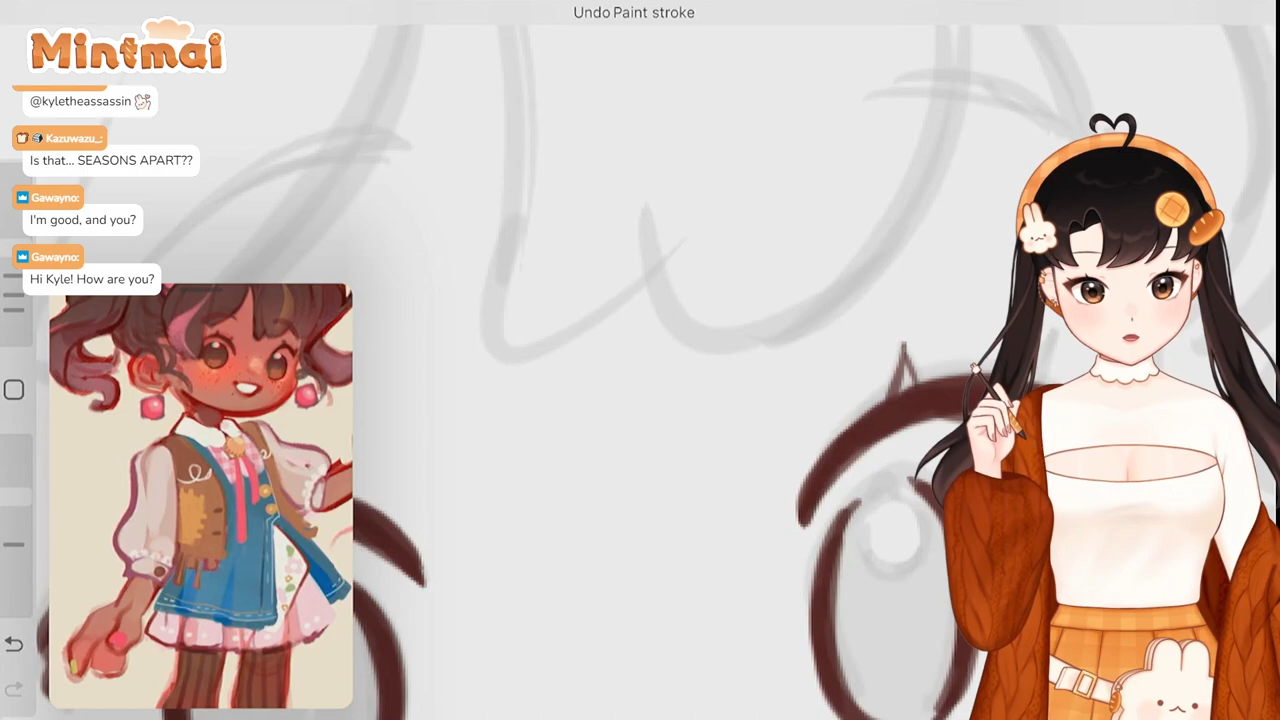 Undo Paint stroke
Mintmai
@kyletheassassin
Kazuwazu_:
Is that... SEASONS APART??
Gawayno:
I'm good, and you?
Gawayno:
Hi Kyle! How are you?